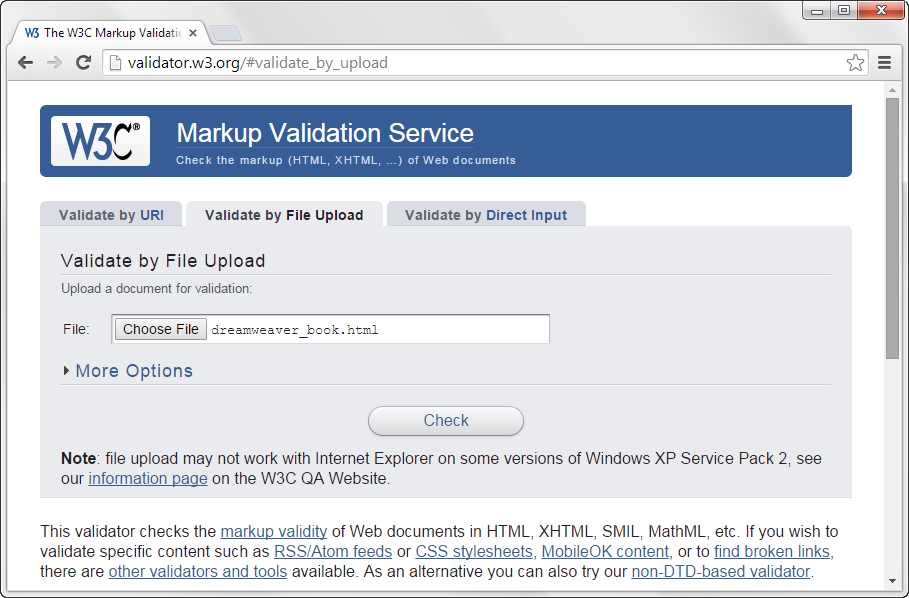 W3 The W3C Markup Validatio
validator.w3.org/#validate_by_upload
W3C® Markup Validation Service
Check the markup (HTML, XHTML, …) of Web documents
Validate by URI Validate by File Upload Validate by Direct Input
Validate by File Upload
Upload a document for validation:
File: Choose File dreamweaver_book.html
More Options
Check
Note: file upload may not work with Internet Explorer on some versions of Windows XP Service Pack 2, see
our information page on the W3C QA Website.
This validator checks the markup validity of Web documents in HTML, XHTML, SMIL, MathML, etc. If you wish to
validate specific content such as RSS/Atom feeds or CSS stylesheets, MobileOK content, or to find broken links,
there are other validators and tools available. As an alternative you can also try our non-DTD-based validator.